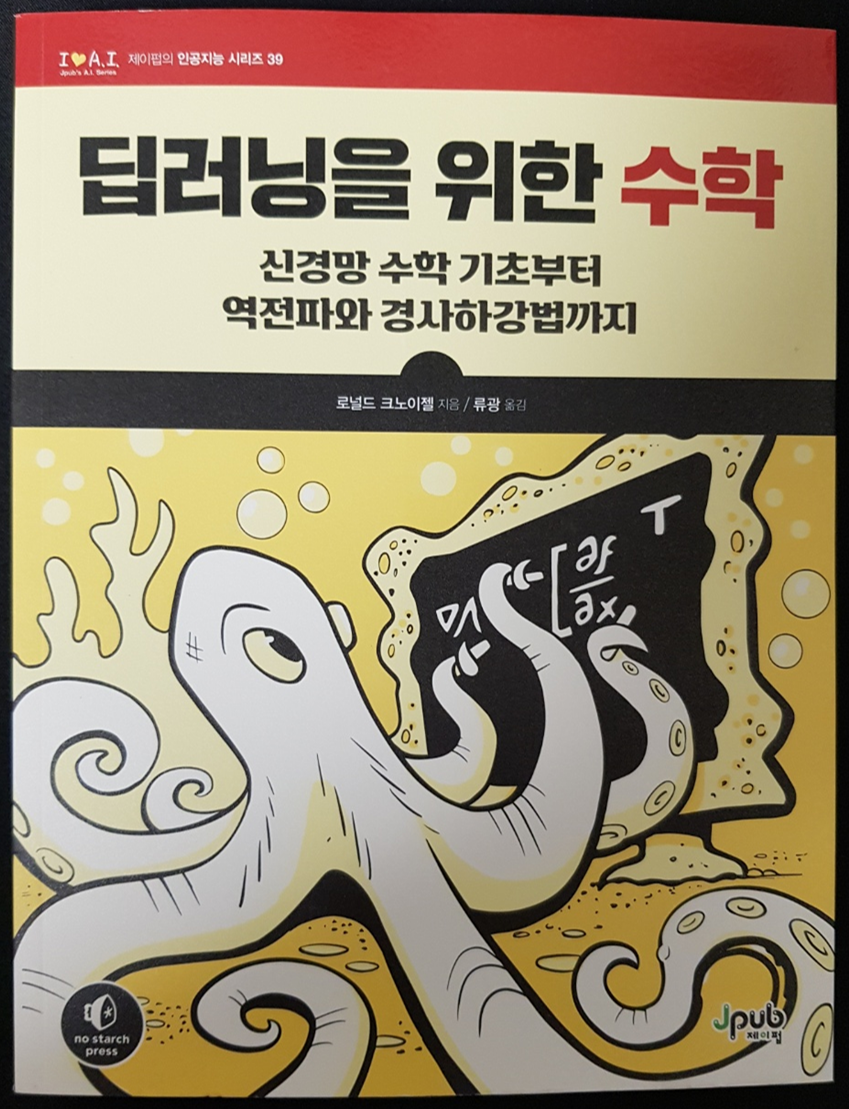 I♥A.I. 제이펍의 인공지능 시리즈 39
Jpub's A.I. Series
딥러닝을 위한 수학
신경망 수학 기초부터
역전파와 경사하강법까지
로널드 크노이젤 지음 / 류광 옮김
T
∂f
∂x
no starch
press
Jpub
제이펍